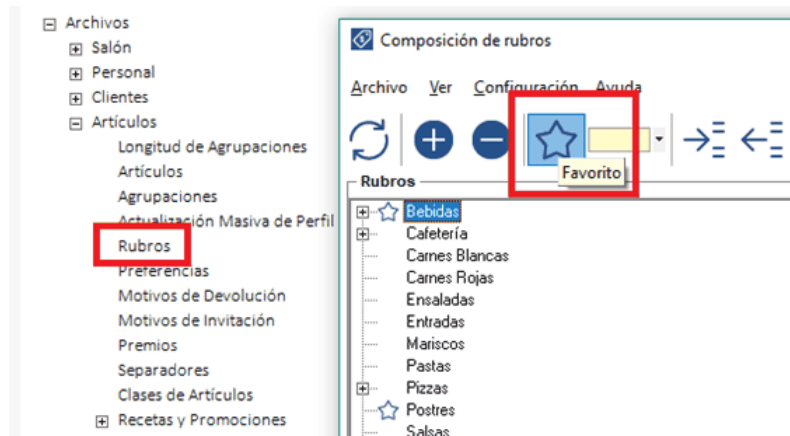 Archivos
Salón
Personal
Clientes
Artículos
Longitud de Agrupaciones
Artículos
Agrupaciones
Actualización Masiva de Perfil
Rubros
Preferencias
Motivos de Devolución
Motivos de Invitación
Premios
Separadores
Clases de Artículos
Recetas y Promociones
Composición de rubros
Archivo Ver Configuración Ayuda
Favorito
Rubros
Bebidas
Cafetería
Carnes Blancas
Carnes Rojas
Ensaladas
Entradas
Mariscos
Pastas
Pizzas
Postres
Salsas